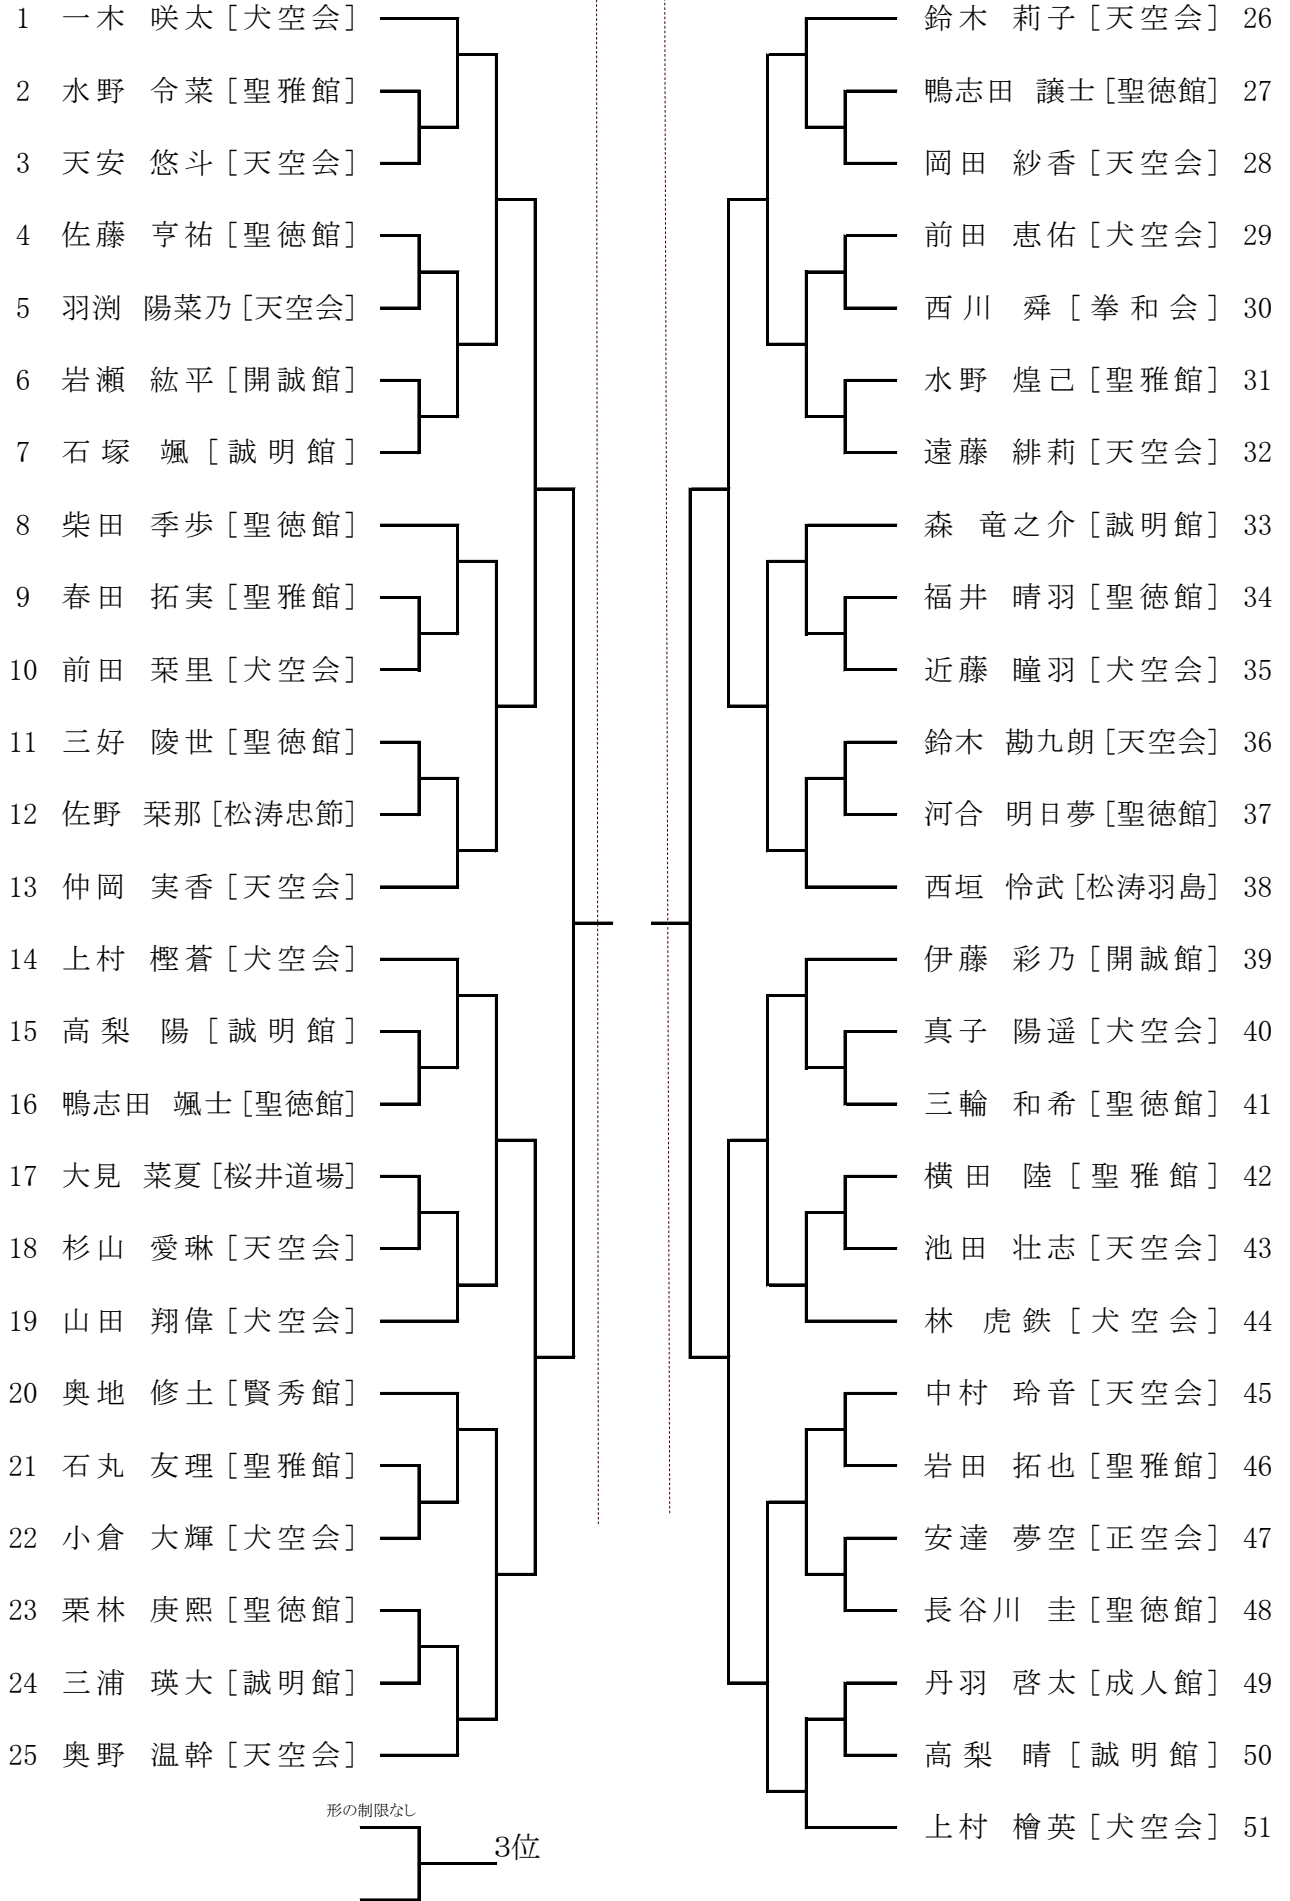 1 一木 咲太 [犬空会]
2 水野 令菜 [聖雅館]
3 天安 悠斗 [天空会]
4 佐藤 亨祐 [聖徳館]
5 羽渕 陽菜乃 [天空会]
6 岩瀬 紘平 [開誠館]
7 石塚 颯 [誠明館]
8 柴田 季歩 [聖徳館]
9 春田 拓実 [聖雅館]
10 前田 栞里 [犬空会]
11 三好 陵世 [聖徳館]
12 佐野 栞那 [松涛忠節]
13 仲岡 実香 [天空会]
14 上村 樫蒼 [犬空会]
15 高梨 陽 [誠明館]
16 鴨志田 颯士 [聖徳館]
17 大見 菜夏 [桜井道場]
18 杉山 愛琳 [天空会]
19 山田 翔偉 [犬空会]
20 奥地 修土 [賢秀館]
21 石丸 友理 [聖雅館]
22 小倉 大輝 [犬空会]
23 栗林 庚熙 [聖徳館]
24 三浦 瑛大 [誠明館]
25 奥野 温幹 [天空会]
形の制限なし
3位
鈴木 莉子 [天空会] 26
鴨志田 譲士 [聖徳館] 27
岡田 紗香 [天空会] 28
前田 恵佑 [犬空会] 29
西川 舜 [拳和会] 30
水野 煌己 [聖雅館] 31
遠藤 緋莉 [天空会] 32
森 竜之介 [誠明館] 33
福井 晴羽 [聖徳館] 34
近藤 瞳羽 [犬空会] 35
鈴木 勘九朗 [天空会] 36
河合 明日夢 [聖徳館] 37
西垣 怜武 [松涛羽島] 38
伊藤 彩乃 [開誠館] 39
真子 陽遥 [犬空会] 40
三輪 和希 [聖徳館] 41
横田 陸 [聖雅館] 42
池田 壮志 [天空会] 43
林 虎鉄 [犬空会] 44
中村 玲音 [天空会] 45
岩田 拓也 [聖雅館] 46
安達 夢空 [正空会] 47
長谷川 圭 [聖徳館] 48
丹羽 啓太 [成人館] 49
高梨 晴 [誠明館] 50
上村 檜英 [犬空会] 51